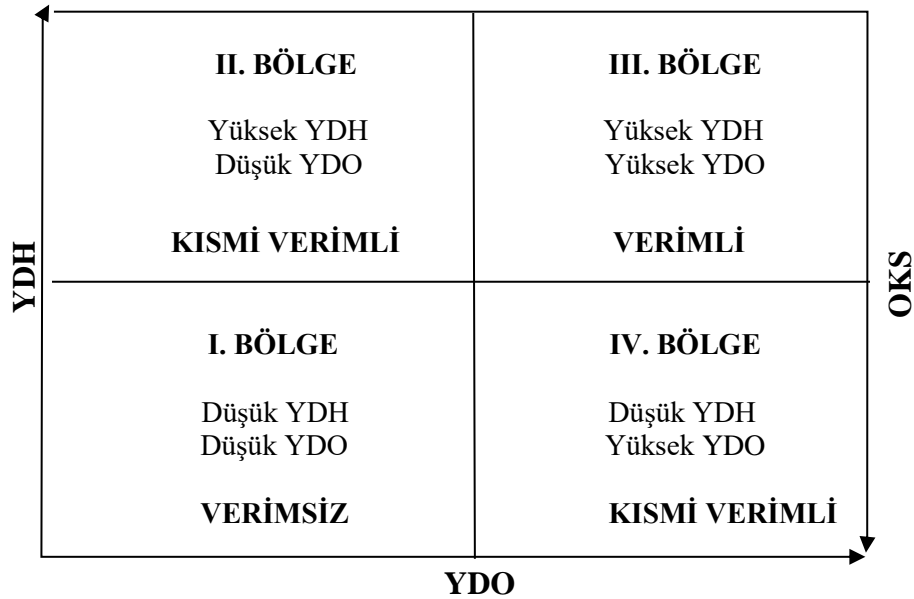 II. BÖLGE
Yüksek YDH
Düşük YDO
KISMİ VERİMLİ
III. BÖLGE
Yüksek YDH
Yüksek YDO
VERİMLİ
YDH
OKS
I. BÖLGE
Düşük YDH
Düşük YDO
VERİMSİZ
IV. BÖLGE
Düşük YDH
Yüksek YDO
KISMİ VERİMLİ
YDO